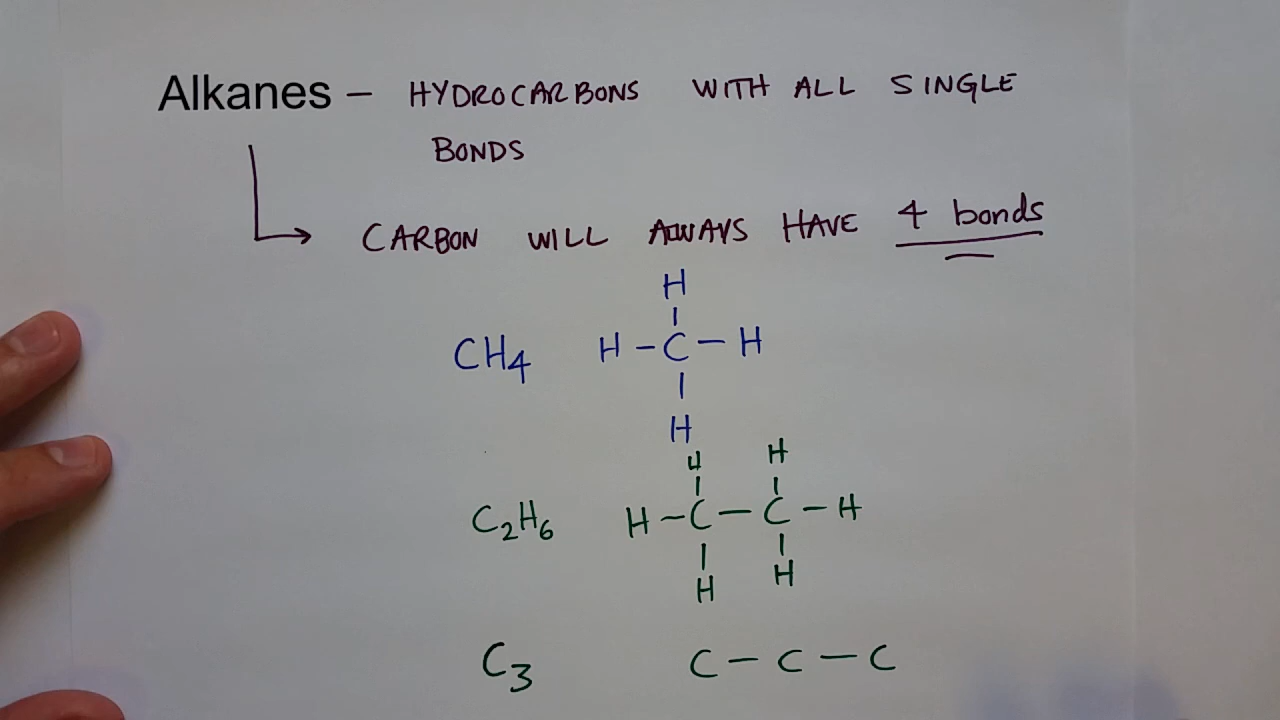 Alkanes – HYDROCARBONS WITH ALL SINGLE
BONDS
CARBON WILL ALWAYS HAVE 4 bonds
H
CH4 H – C – H
H
H H
C2H6 H – C – C – H
H H
C3 C – C – C